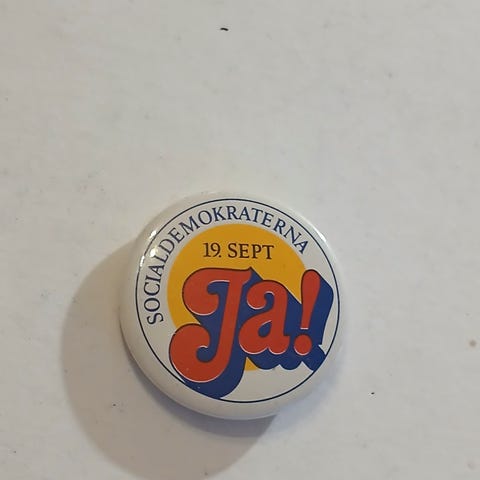 SOCIALDEMOKRATERNA
19. SEPT
Ja!